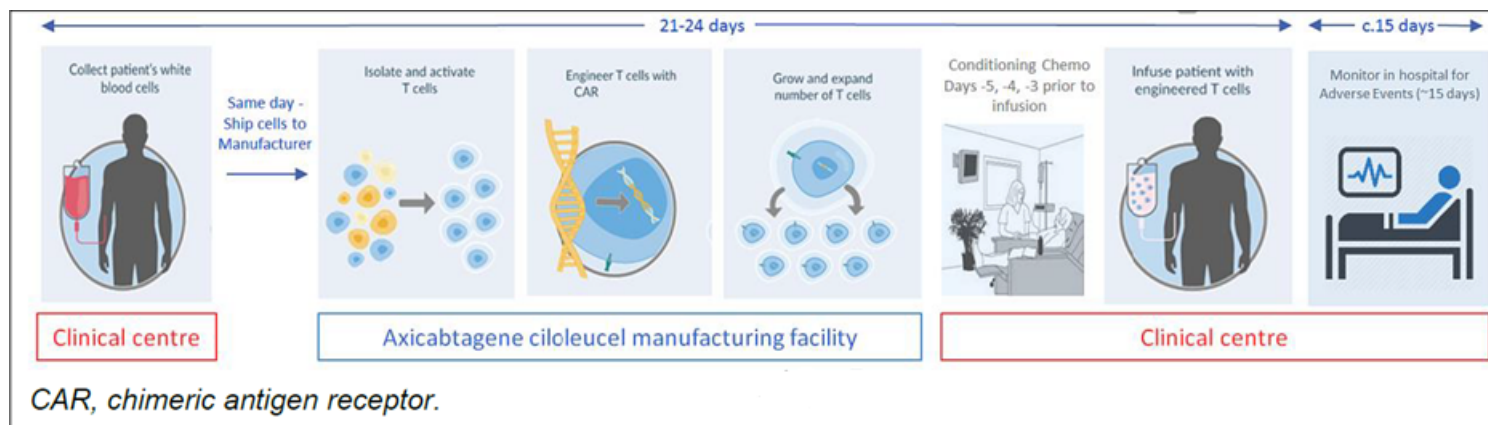 21-24 days
c.15 days
Collect patient's white
blood cells
Same day -
Ship cells to
Manufacturer
Isolate and activate
T cells
Engineer T cells with
CAR
Grow and expand
number of T cells
Conditioning Chemo
Days -5, -4, -3 prior to
infusion
Infuse patient with
engineered T cells
Monitor in hospital for
Adverse Events (~15 days)
Clinical centre
Axicabtagene ciloleucel manufacturing facility
Clinical centre
CAR, chimeric antigen receptor.